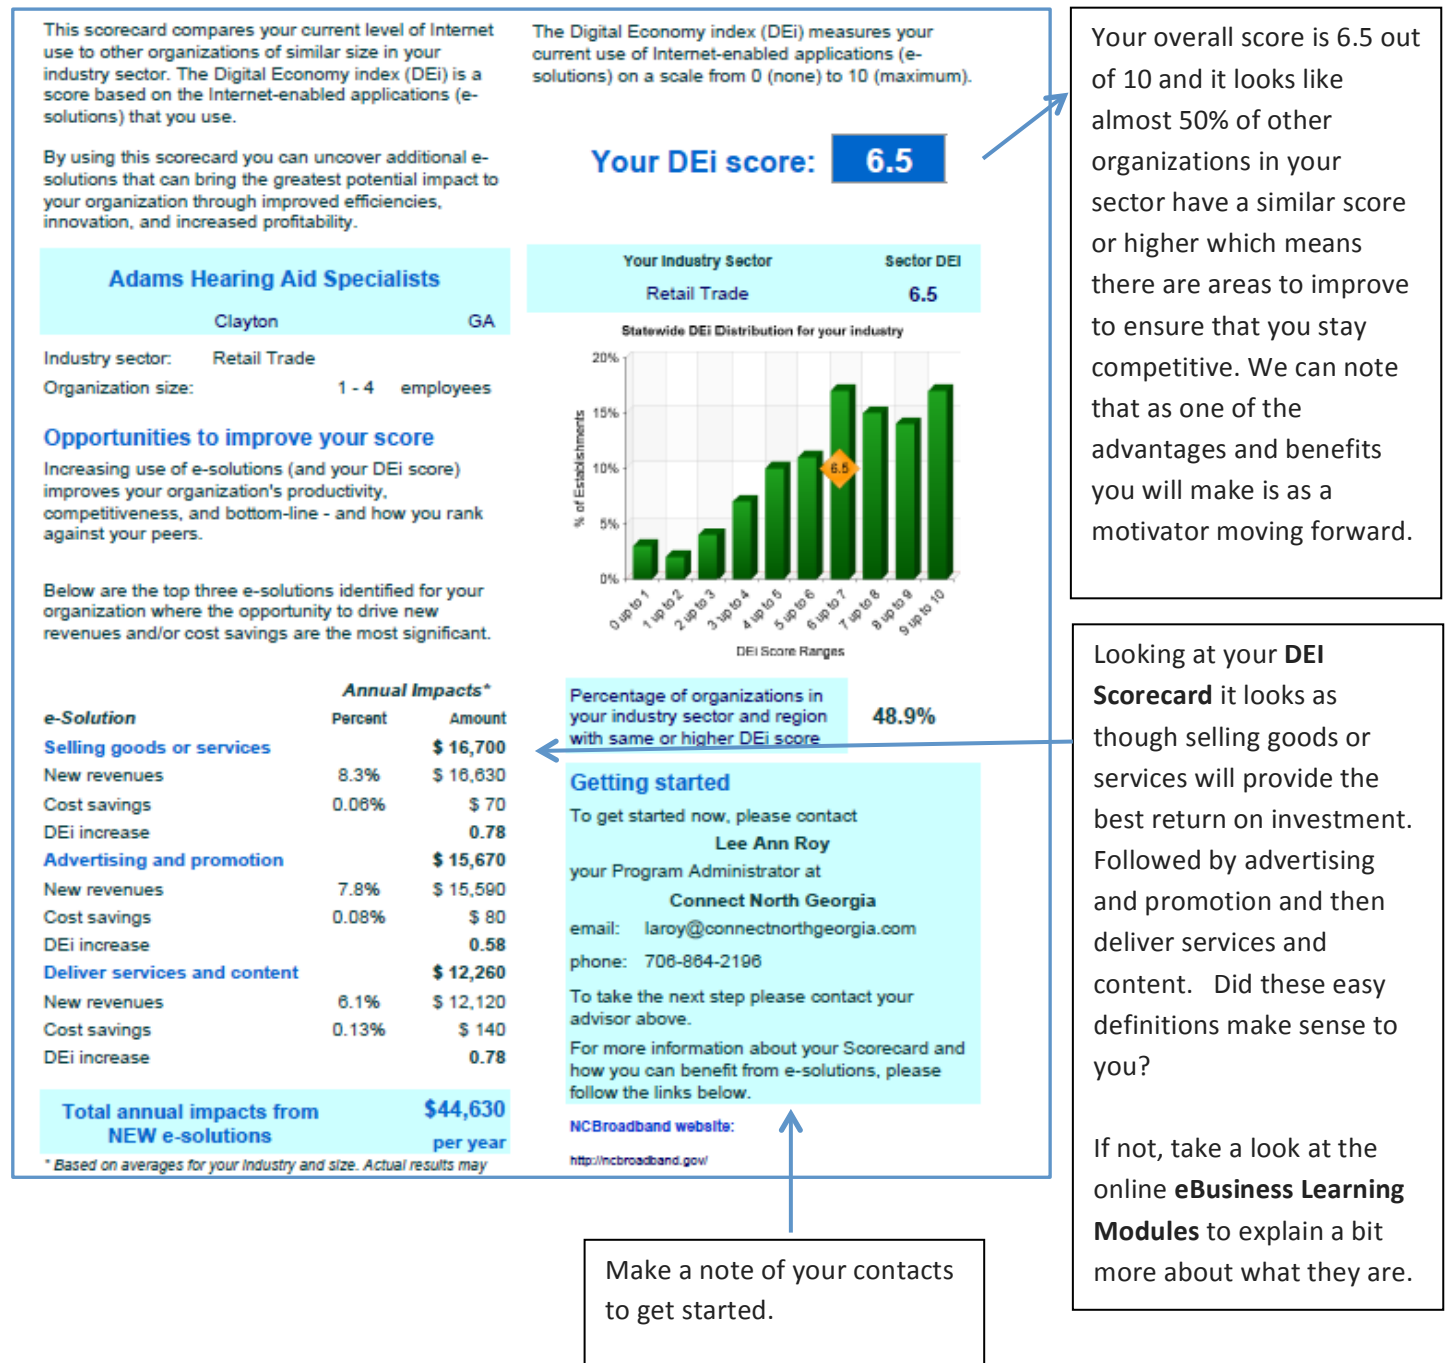 This scorecard compares your current level of Internet
use to other organizations of similar size in your
industry sector. The Digital Economy index (DEi) is a
score based on the Internet-enabled applications (e-
solutions) that you use.
By using this scorecard you can uncover additional e-
solutions that can bring the greatest potential impact to
your organization through improved efficiencies,
innovation, and increased profitability.
Adams Hearing Aid Specialists
Clayton GA
Industry sector: Retail Trade
Organization size: 1 - 4 employees
Opportunities to improve your score
Increasing use of e-solutions (and your DEi score)
improves your organization's productivity,
competitiveness, and bottom-line - and how you rank
against your peers.
Below are the top three e-solutions identified for your
organization where the opportunity to drive new
revenues and/or cost savings are the most significant.
Annual Impacts*
e-Solution Percent Amount
Selling goods or services $ 16,700
New revenues 8.3% $ 16,630
Cost savings 0.06% $ 70
DEi increase 0.78
Advertising and promotion $ 15,670
New revenues 7.8% $ 15,590
Cost savings 0.08% $ 80
DEi increase 0.58
Deliver services and content $ 12,260
New revenues 6.1% $ 12,120
Cost savings 0.13% $ 140
DEi increase 0.78
Total annual impacts from $44,630
NEW e-solutions per year
* Based on averages for your Industry and size. Actual results may
The Digital Economy index (DEi) measures your
current use of Internet-enabled applications (e-
solutions) on a scale from 0 (none) to 10 (maximum).
Your DEi score: 6.5
Your Industry Sector Sector DEI
Retail Trade 6.5
Statewide DEi Distribution for your industry
% of Establishments
20%
15%
10%
5%
0%
6.5
0 up to 1 1 up to 2 2 up to 3 3 up to 4 4 up to 5 5 up to 6 6 up to 7 7 up to 8 8 up to 9 9 up to 10
DEi Score Ranges
Percentage of organizations in
your industry sector and region 48.9%
with same or higher DEi score
Getting started
To get started now, please contact
Lee Ann Roy
your Program Administrator at
Connect North Georgia
email: laroy@connectnorthgeorgia.com
phone: 706-864-2196
To take the next step please contact your
advisor above.
For more information about your Scorecard and
how you can benefit from e-solutions, please
follow the links below.
NCBroadband website:
http://ncbroadband.gov/
Your overall score is 6.5 out
of 10 and it looks like
almost 50% of other
organizations in your
sector have a similar score
or higher which means
there are areas to improve
to ensure that you stay
competitive. We can note
that as one of the
advantages and benefits
you will make is as a
motivator moving forward.
Looking at your DEI
Scorecard it looks as
though selling goods or
services will provide the
best return on investment.
Followed by advertising
and promotion and then
deliver services and
content. Did these easy
definitions make sense to
you?
If not, take a look at the
online eBusiness Learning
Modules to explain a bit
more about what they are.
Make a note of your contacts
to get started.